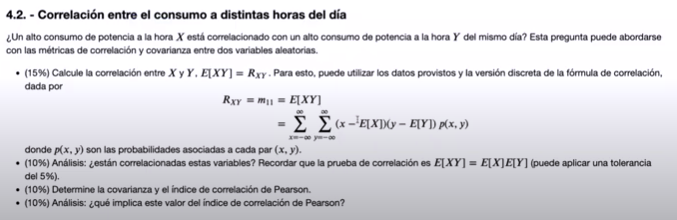 4.2. - Correlación entre el consumo a distintas horas del día
¿Un alto consumo de potencia a la hora X está correlacionado con un alto consumo de potencia a la hora Y del mismo día? Esta pregunta puede abordarse
con las métricas de correlación y covarianza entre dos variables aleatorias.
• (15%) Calcule la correlación entre X y Y, E[XY] = R_{XY}. Para esto, puede utilizar los datos provistos y la versión discreta de la fórmula de correlación,
dada por
R_{XY} = m_{11} = E[XY]
= ∑_{x=-∞}^{∞} ∑_{y=-∞}^{∞} (x - E[X])(y - E[Y]) p(x, y)
donde p(x, y) son las probabilidades asociadas a cada par (x, y).
• (10%) Análisis: ¿están correlacionadas estas variables? Recordar que la prueba de correlación es E[XY] = E[X]E[Y] (puede aplicar una tolerancia
del 5%).
• (10%) Determine la covarianza y el índice de correlación de Pearson.
• (10%) Análisis: ¿qué implica este valor del índice de correlación de Pearson?